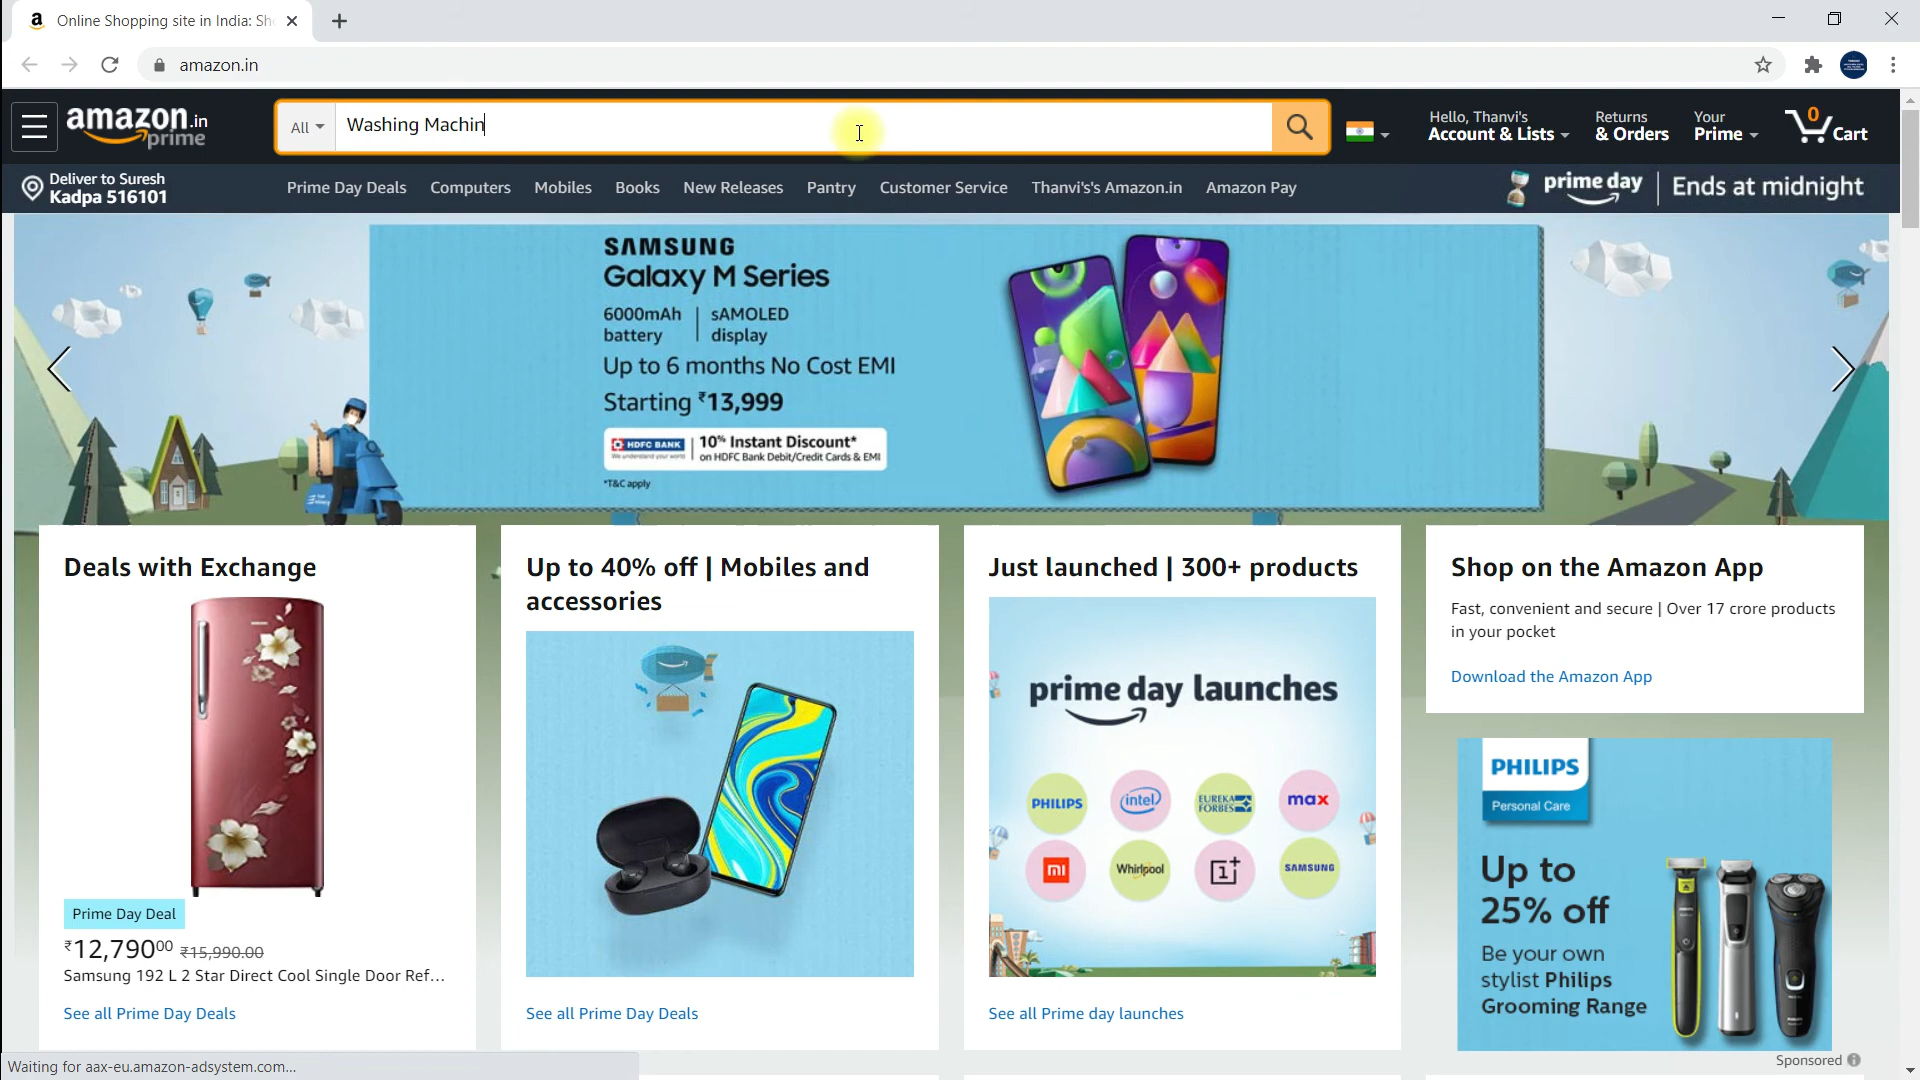 Online Shopping site in India: Sh
amazon.in
amazon.in
prime
All
Washing Machin
Hello, Thanvi's
Account & Lists
Returns
& Orders
Your
Prime
0
Cart
Deliver to Suresh
Kadpa 516101
Prime Day Deals
Computers
Mobiles
Books
New Releases
Pantry
Customer Service
Thanvi's's Amazon.in
Amazon Pay
prime day
Ends at midnight
SAMSUNG
Galaxy M Series
6000mAh battery | sAMOLED display
Up to 6 months No Cost EMI
Starting ₹13,999
HDFC BANK
We understand your world
10% Instant Discount*
on HDFC Bank Debit/Credit Cards & EMI
*T&C apply
Deals with Exchange
Prime Day Deal
₹12,79000 ₹15,990.00
Samsung 192 L 2 Star Direct Cool Single Door Ref...
See all Prime Day Deals
Up to 40% off | Mobiles and
accessories
See all Prime Day Deals
Just launched | 300+ products
prime day launches
PHILIPS
intel
EUREKA FORBES
max
mi
Whirlpool
1+
SAMSUNG
See all Prime day launches
Shop on the Amazon App
Fast, convenient and secure | Over 17 crore products
in your pocket
Download the Amazon App
PHILIPS
Personal Care
Up to
25% off
Be your own
stylist Philips
Grooming Range
Sponsored
Waiting for aax-eu.amazon-adsystem.com...